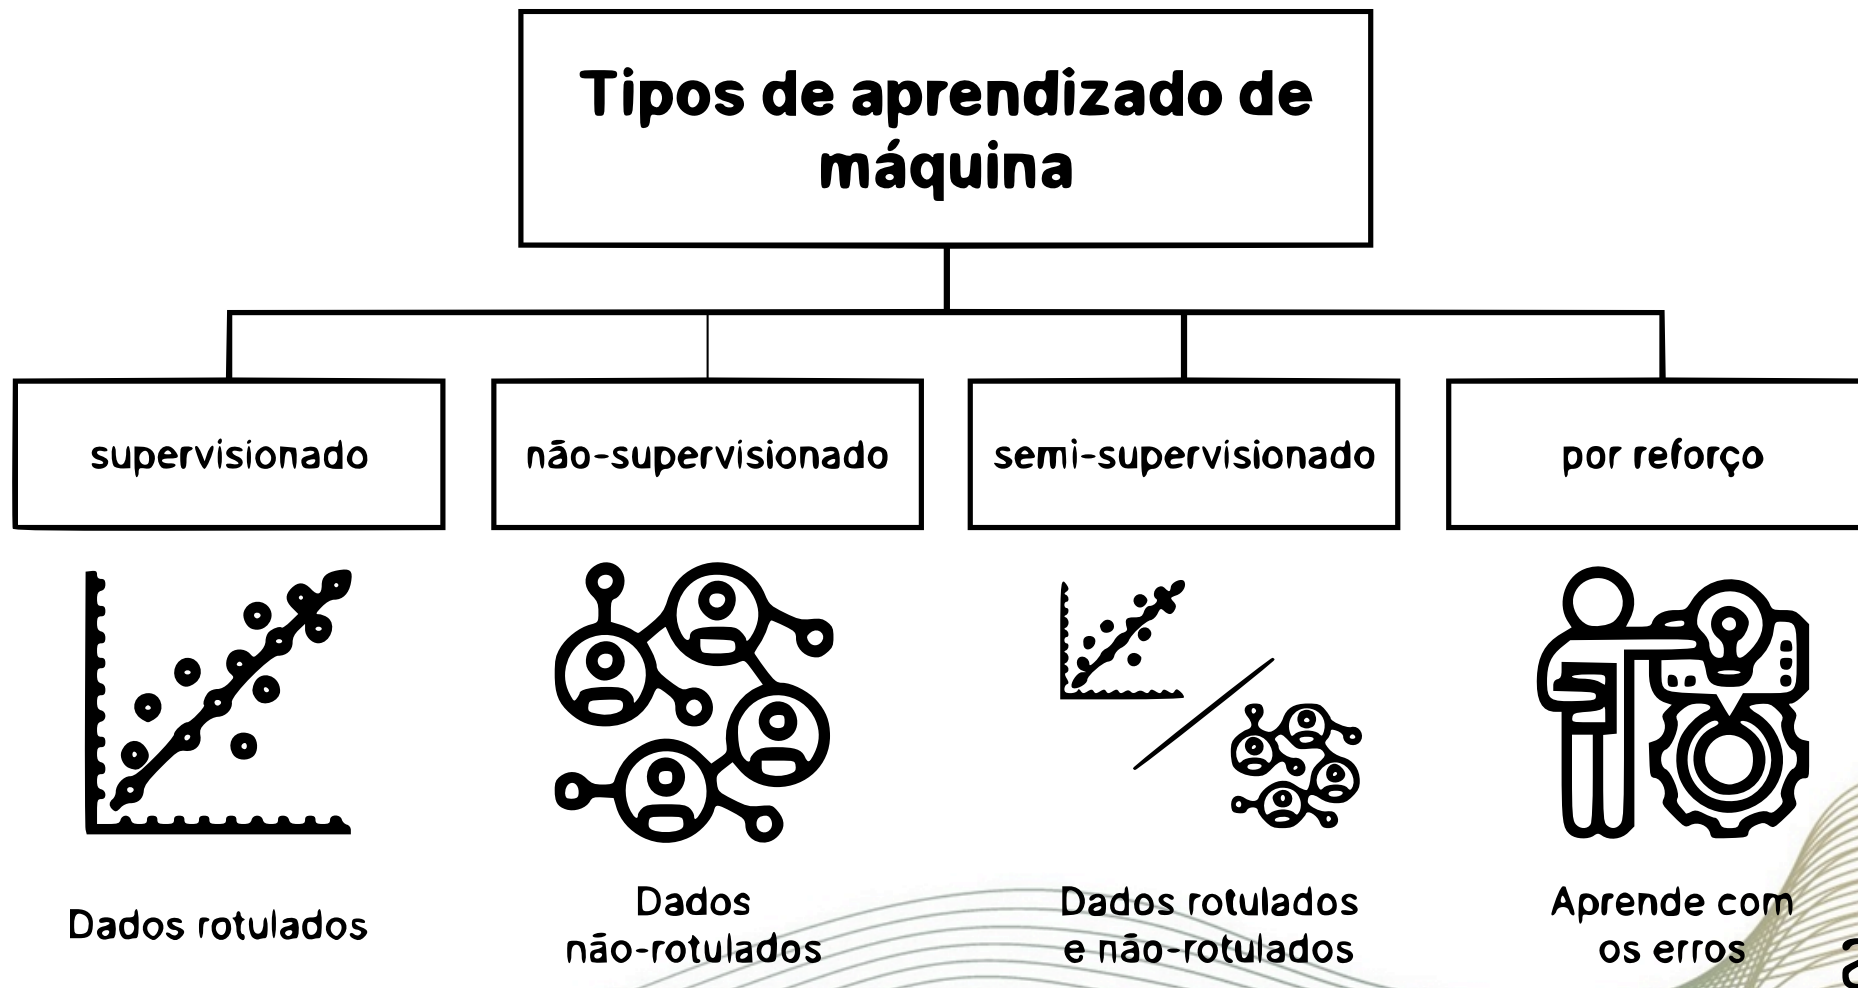 Tipos de aprendizado de
máquina
supervisionado
não-supervisionado
semi-supervisionado
por reforço
Dados rotulados
Dados
não-rotulados
Dados rotulados
e não-rotulados
Aprende com
os erros